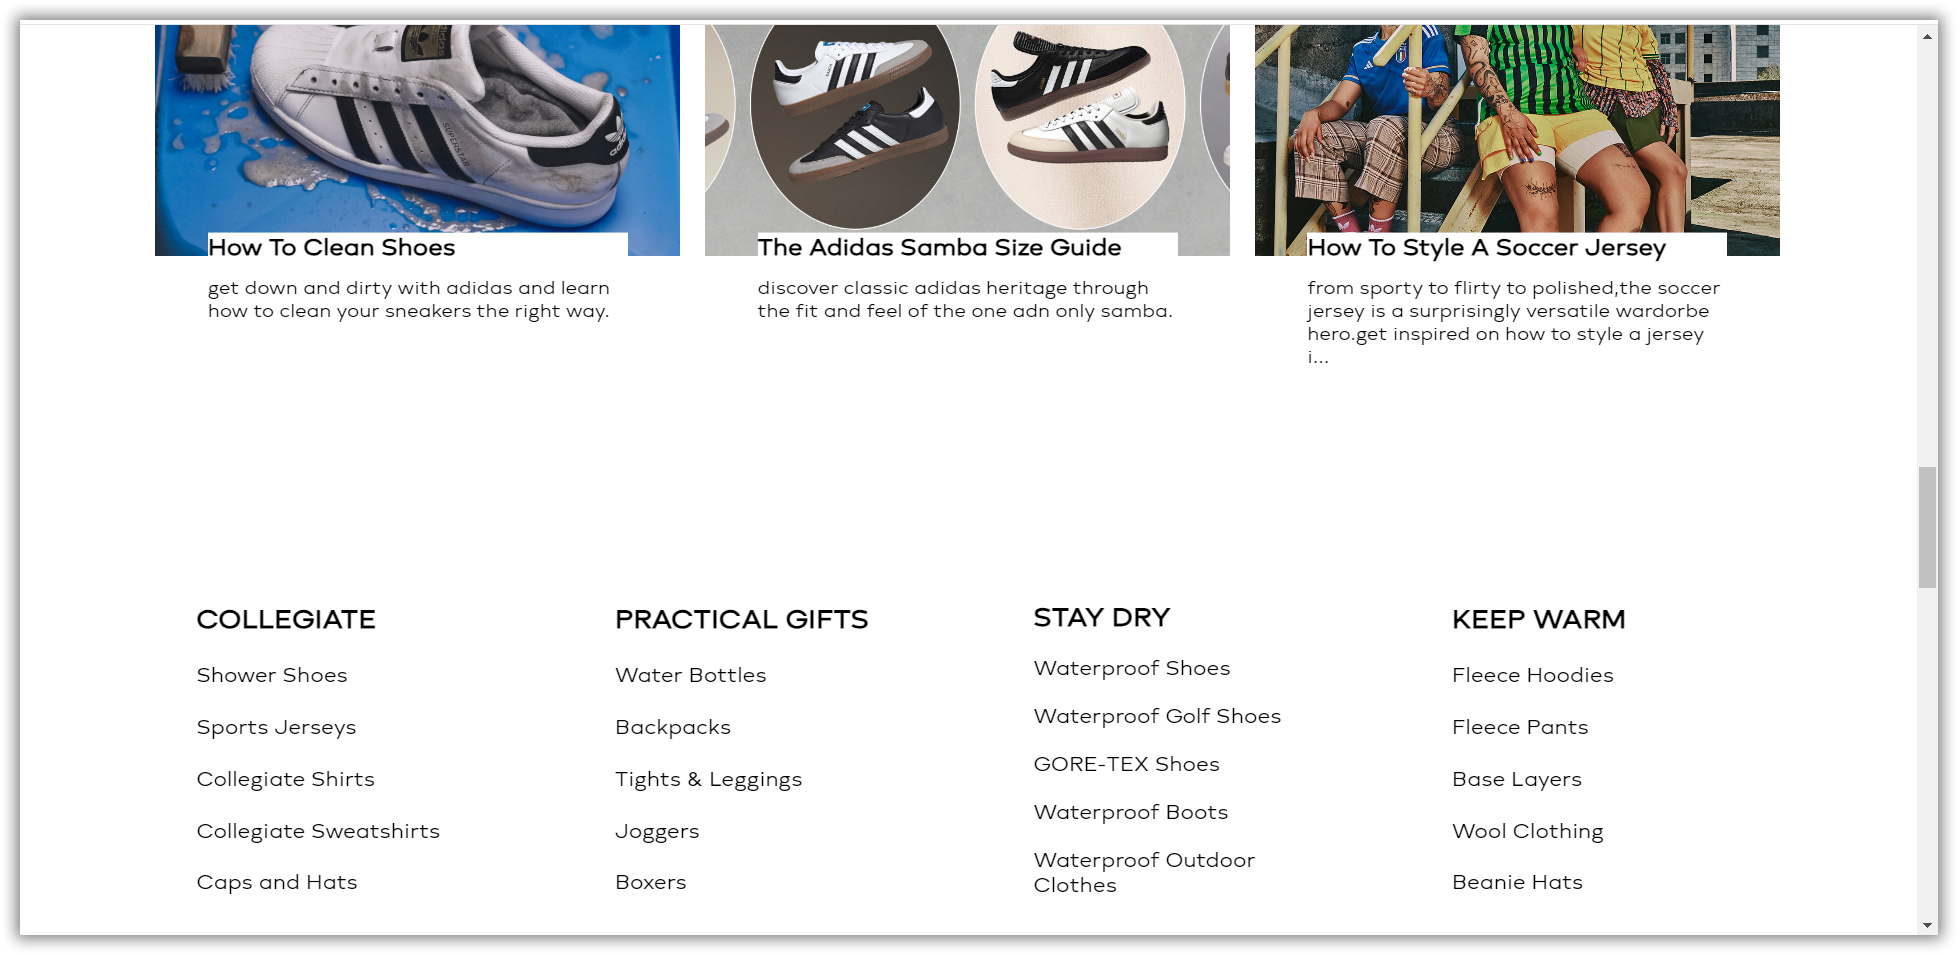 adidas
SUPERSTAR
adidas
How To Clean Shoes
get down and dirty with adidas and learn
how to clean your sneakers the right way.
The Adidas Samba Size Guide
discover classic adidas heritage through
the fit and feel of the one adn only samba.
How To Style A Soccer Jersey
from sporty to flirty to polished,the soccer
jersey is a surprisingly versatile wardorbe
hero.get inspired on how to style a jersey
i...
COLLEGIATE
Shower Shoes
Sports Jerseys
Collegiate Shirts
Collegiate Sweatshirts
Caps and Hats
PRACTICAL GIFTS
Water Bottles
Backpacks
Tights & Leggings
Joggers
Boxers
STAY DRY
Waterproof Shoes
Waterproof Golf Shoes
GORE-TEX Shoes
Waterproof Boots
Waterproof Outdoor
Clothes
KEEP WARM
Fleece Hoodies
Fleece Pants
Base Layers
Wool Clothing
Beanie Hats